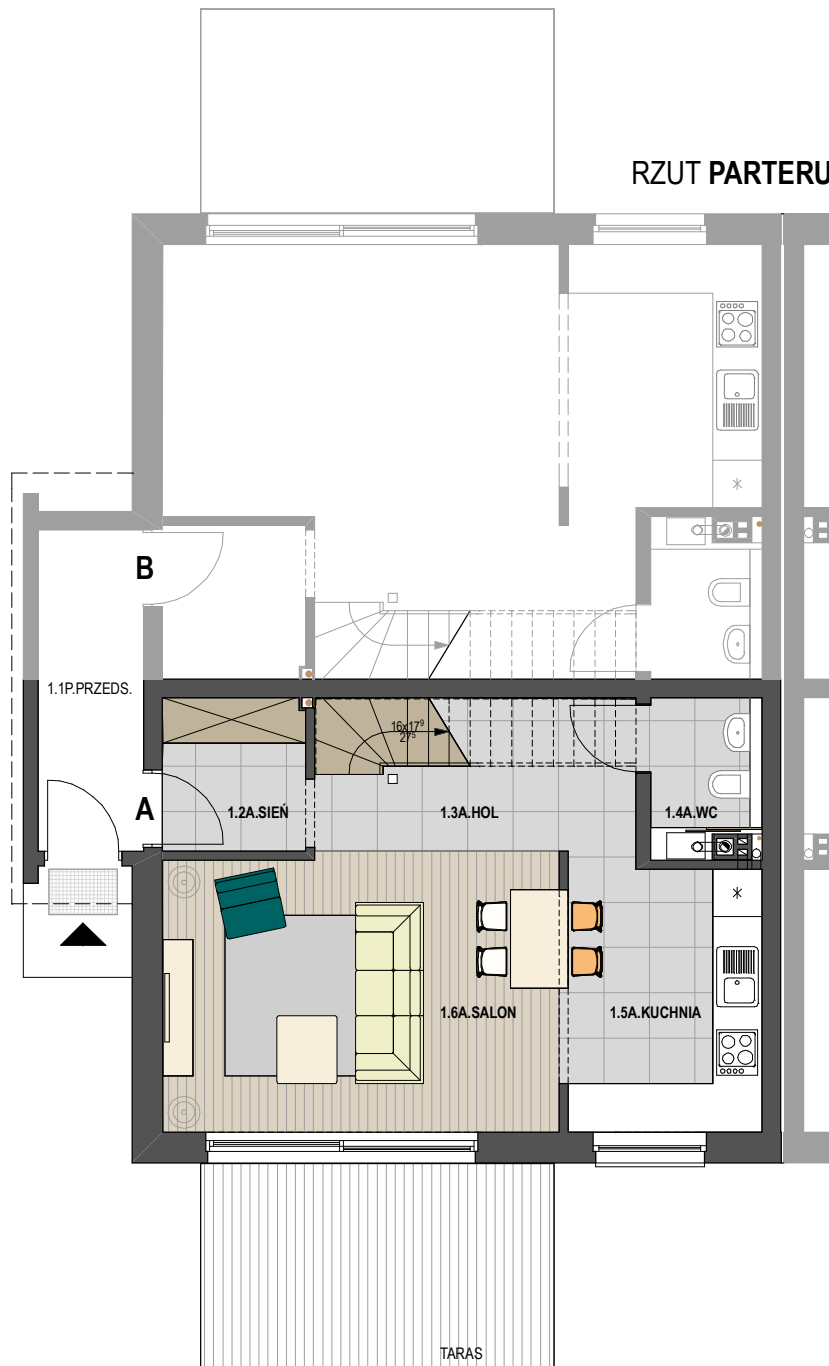 RZUT PARTERU
B
1.1P.PRZEDS.
16x17⁹
27⁵
A
1.2A.SIEŃ
1.3A.HOL
1.4A.WC
1.6A.SALON
1.5A.KUCHNIA
TARAS